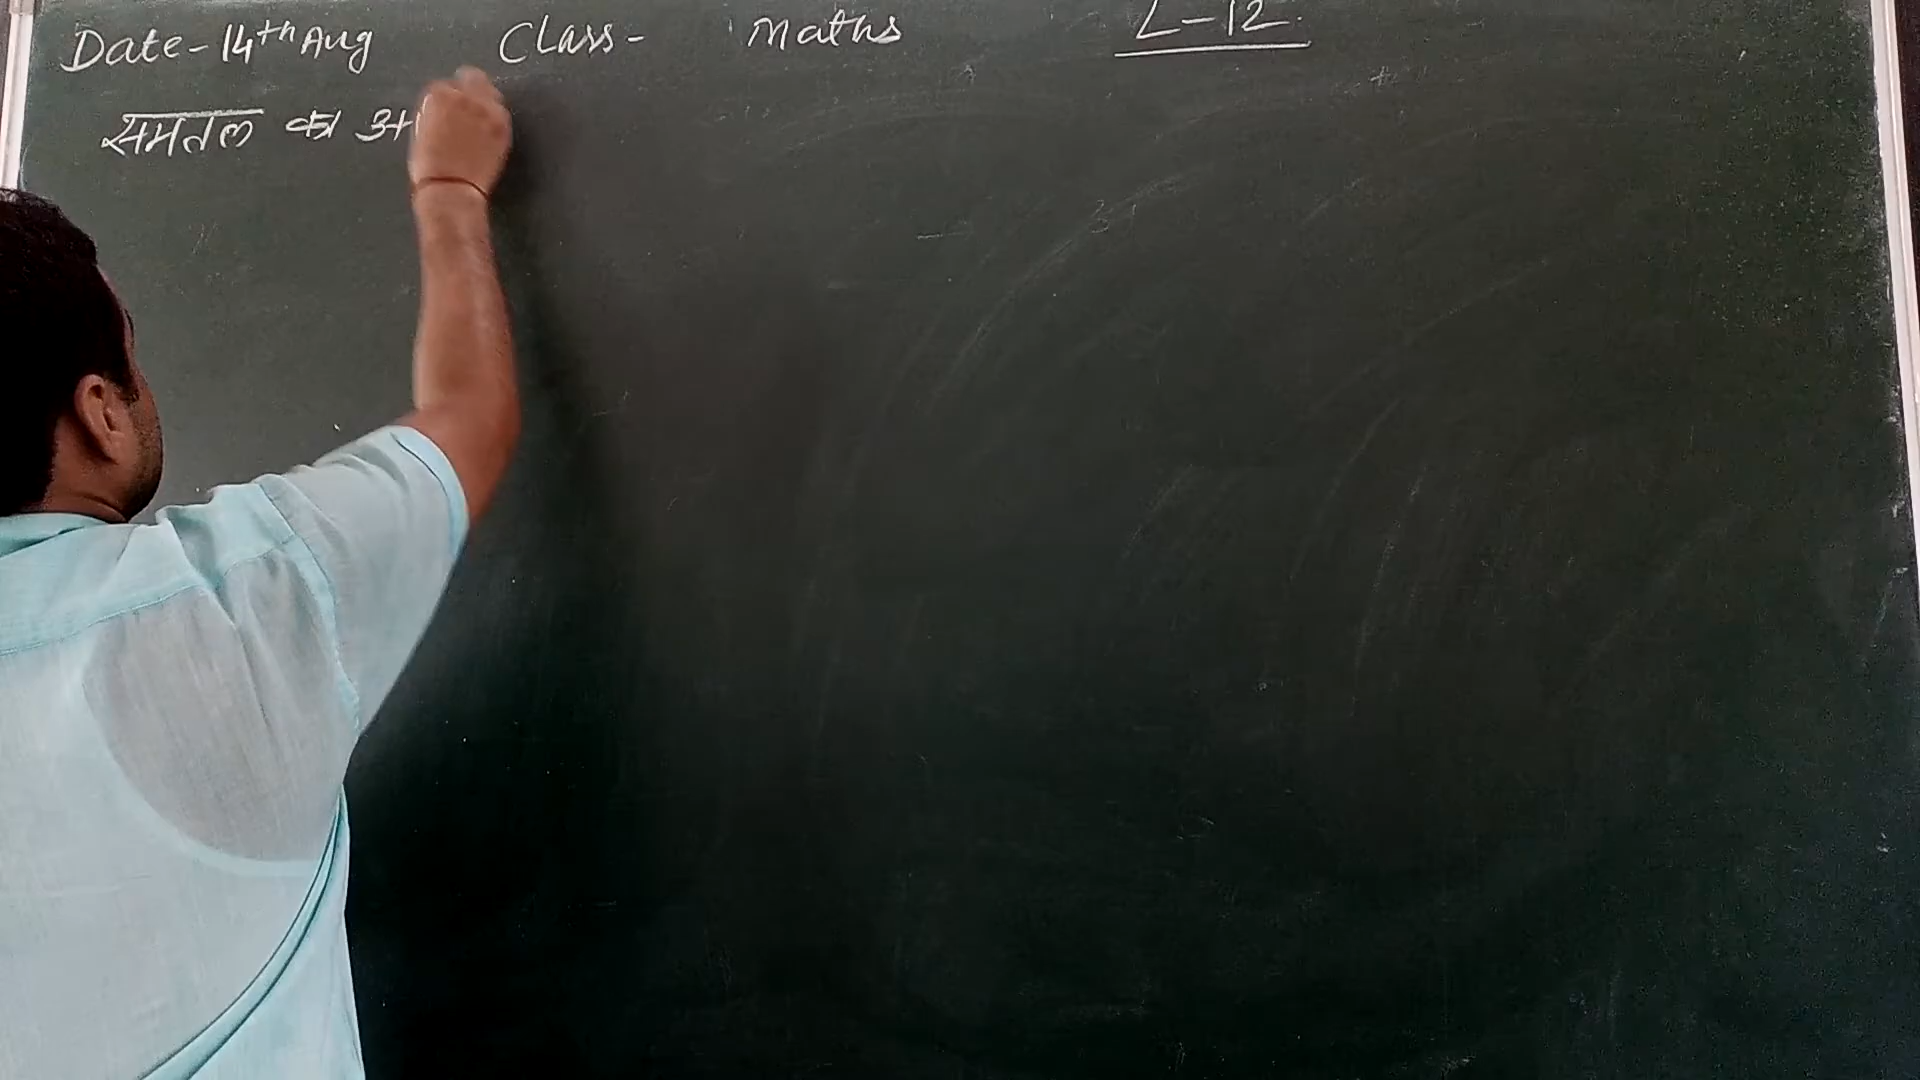 Date-14th Aug Class- Maths L-12.
समतल का